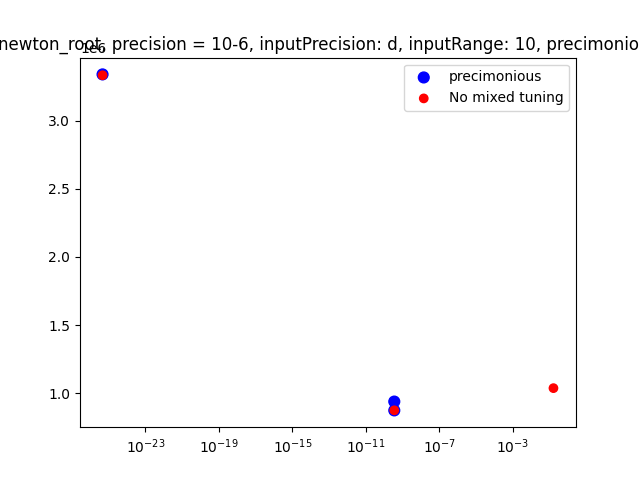 newton_root, precision = 10-6, inputPrecision: d, inputRange: 10, precimonio
1e6
precimonious
No mixed tuning
3.0
2.5
2.0
1.5
1.0
10⁻²³ 10⁻¹⁹ 10⁻¹⁵ 10⁻¹¹ 10⁻⁷ 10⁻³